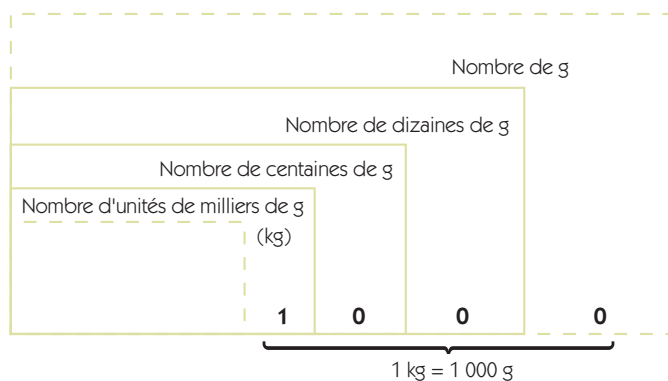 Nombre de g
Nombre de dizaines de g
Nombre de centaines de g
Nombre d'unités de milliers de g
(kg)
1 0 0 0
1 kg = 1 000 g